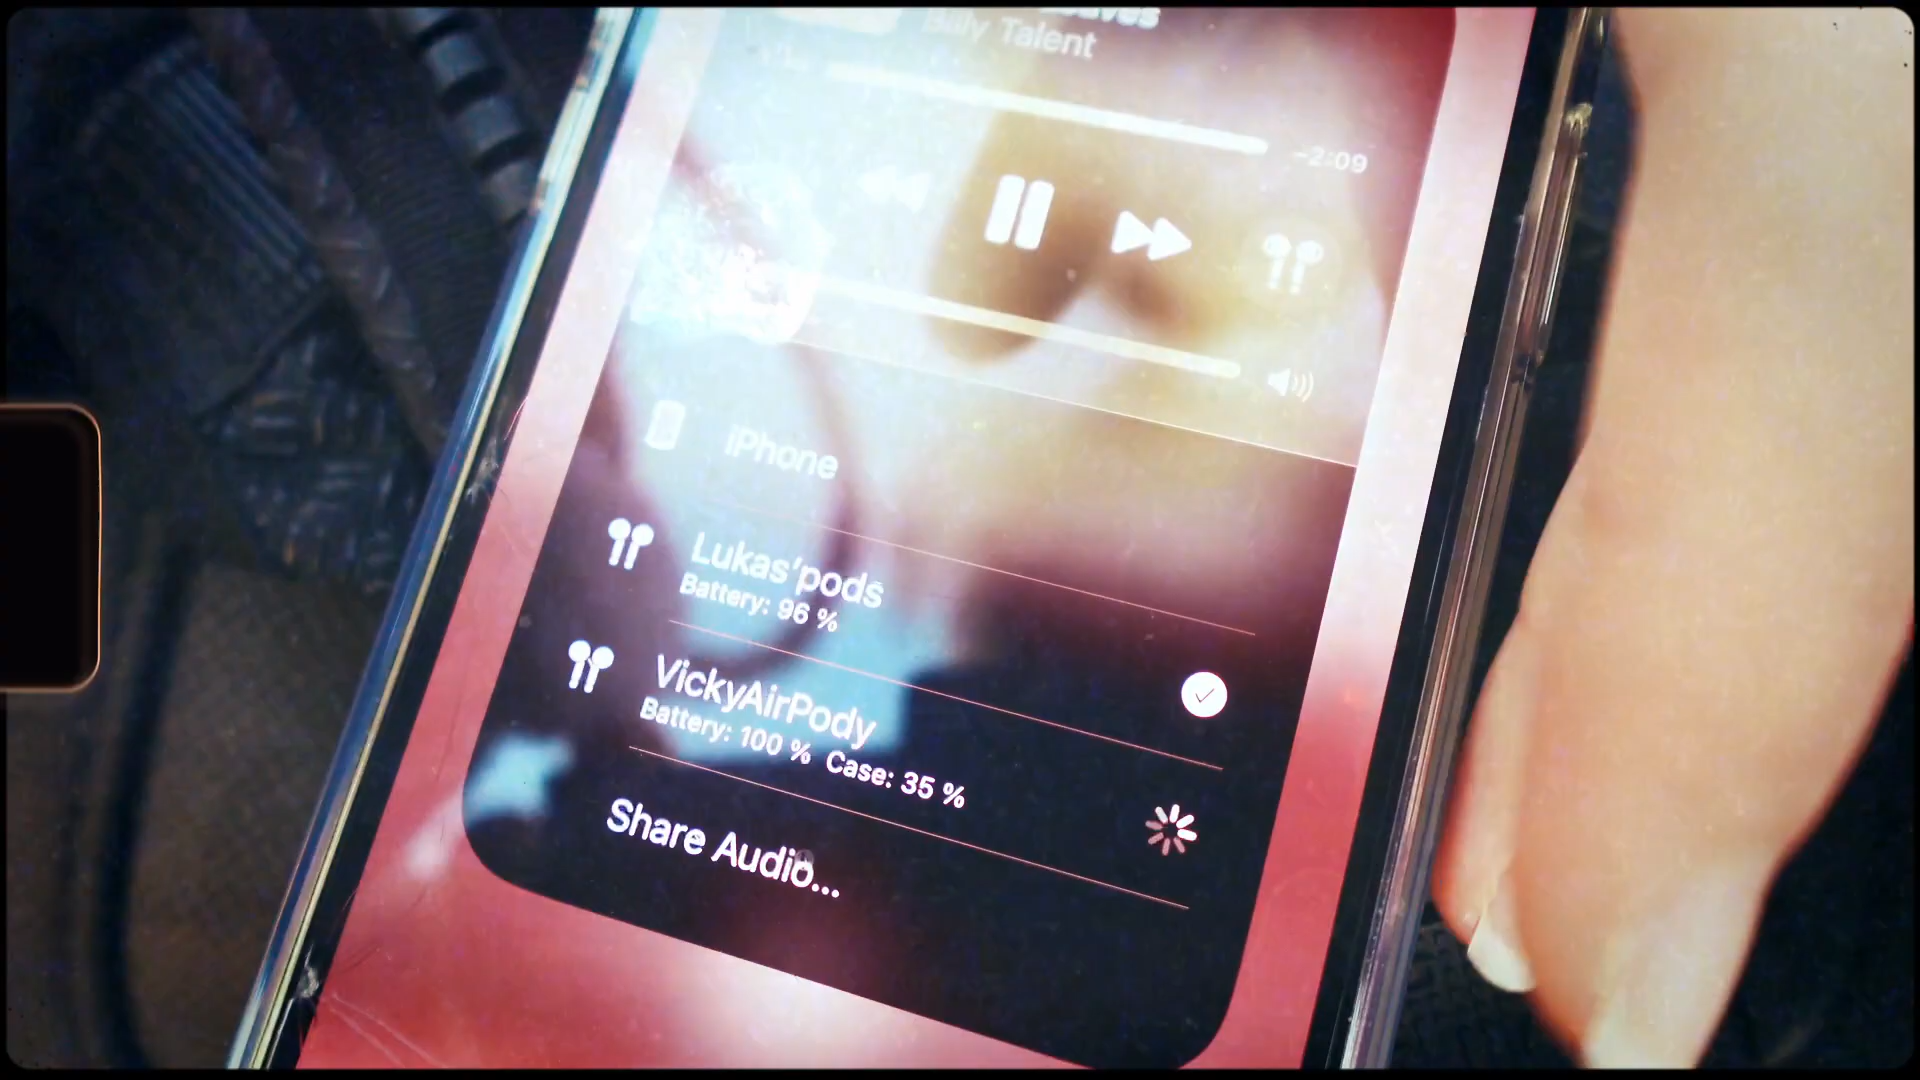 Billy Talent
-2:09
iPhone
Lukas'pods
Battery: 96 %
VickyAirPody
Battery: 100 % Case: 35 %
Share Audio...